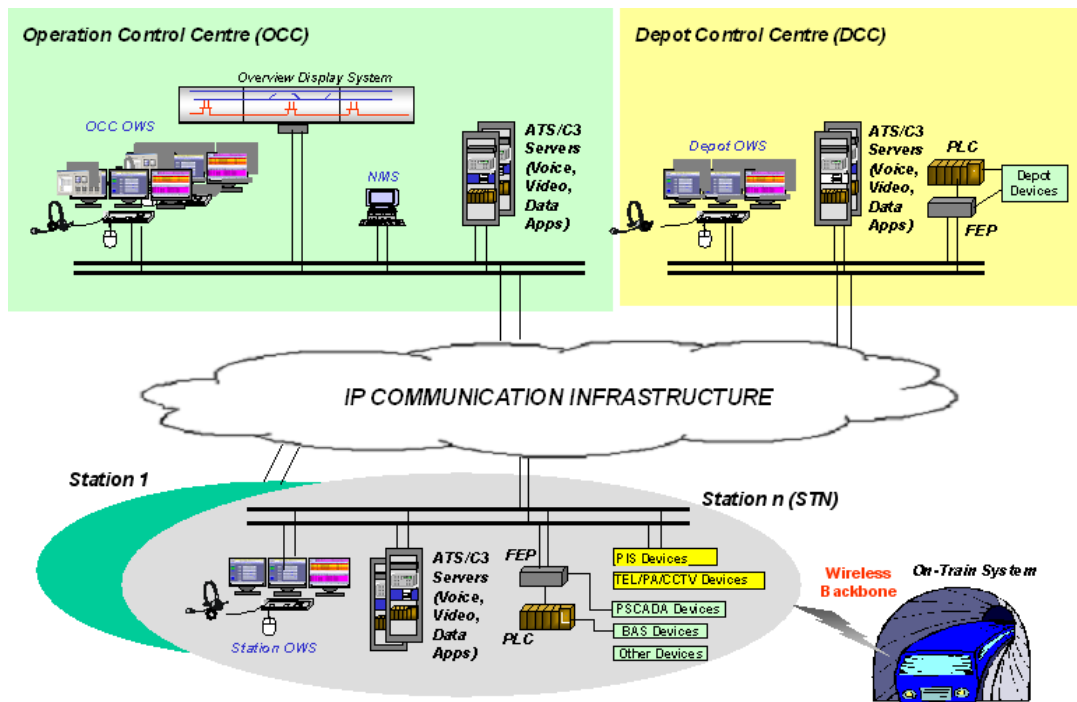 Operation Control Centre (OCC)
Overview Display System
OCC OWS
NMS
ATS/C3
Servers
(Voice,
Video,
Data
Apps)
Depot Control Centre (DCC)
Depot OWS
ATS/C3
Servers
(Voice,
Video,
Data
Apps)
PLC
Depot
Devices
FEP
IP COMMUNICATION INFRASTRUCTURE
Station 1
Station n (STN)
Station OWS
ATS/C3
Servers
(Voice,
Video,
Data
Apps)
FEP
PLC
PIS Devices
TEL/PA/CCTV Devices
PSCADA Devices
BAS Devices
Other Devices
Wireless
Backbone
On-Train System